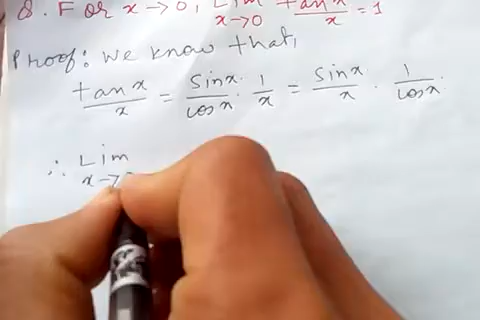 8. For x→0, Lim x→0 tan x/x = 1
Proof: We know that,
tan x/x = sin x/cos x · 1/x = sin x/x · 1/cos x.
∴ Lim x→